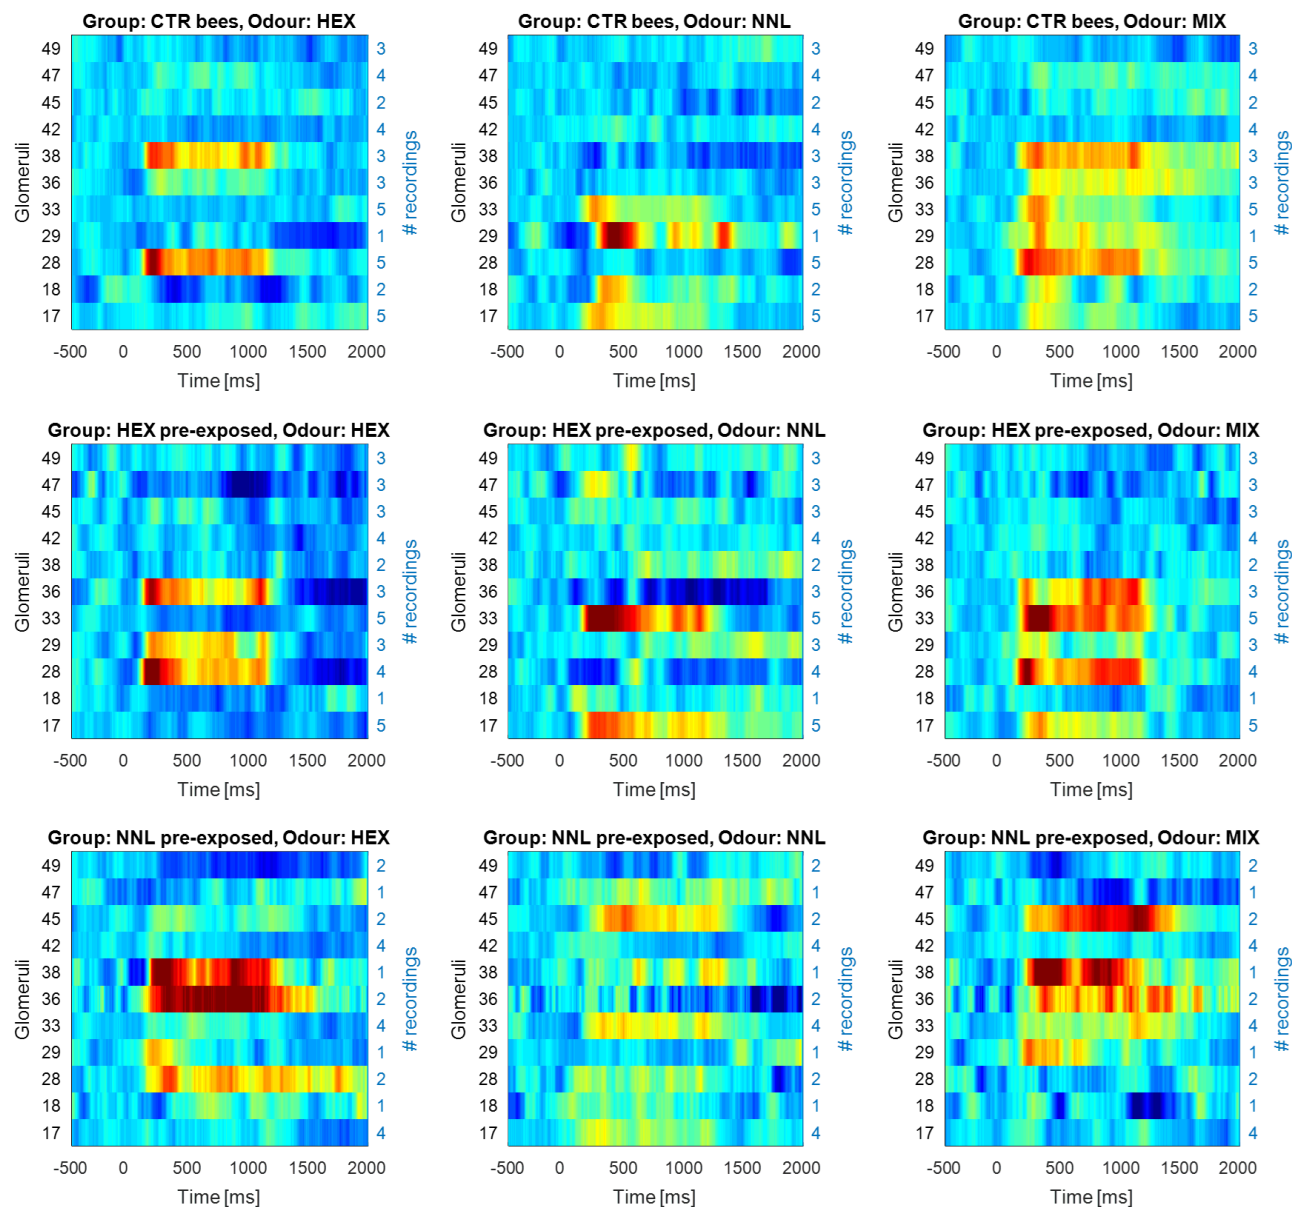 Group: CTR bees, Odour: HEX
Group: CTR bees, Odour: NNL
Group: CTR bees, Odour: MIX
Glomeruli
49 3
47 4
45 2
42 4
38 3
36 3
33 5
29 1
28 5
18 2
17 5
# recordings
-500 0 500 1000 1500 2000
Time [ms]
Glomeruli
49 3
47 4
45 2
42 4
38 3
36 3
33 5
29 1
28 5
18 2
17 5
# recordings
-500 0 500 1000 1500 2000
Time [ms]
Glomeruli
49 3
47 4
45 2
42 4
38 3
36 3
33 5
29 1
28 5
18 2
17 5
# recordings
-500 0 500 1000 1500 2000
Time [ms]
Group: HEX pre-exposed, Odour: HEX
Group: HEX pre-exposed, Odour: NNL
Group: HEX pre-exposed, Odour: MIX
Glomeruli
49 3
47 3
45 3
42 4
38 2
36 3
33 5
29 3
28 4
18 1
17 5
# recordings
-500 0 500 1000 1500 2000
Time [ms]
Glomeruli
49 3
47 3
45 3
42 4
38 2
36 3
33 5
29 3
28 4
18 1
17 5
# recordings
-500 0 500 1000 1500 2000
Time [ms]
Glomeruli
49 3
47 3
45 3
42 4
38 2
36 3
33 5
29 3
28 4
18 1
17 5
# recordings
-500 0 500 1000 1500 2000
Time [ms]
Group: NNL pre-exposed, Odour: HEX
Group: NNL pre-exposed, Odour: NNL
Group: NNL pre-exposed, Odour: MIX
Glomeruli
49 2
47 1
45 2
42 4
38 1
36 2
33 4
29 1
28 2
18 1
17 4
# recordings
-500 0 500 1000 1500 2000
Time [ms]
Glomeruli
49 2
47 1
45 2
42 4
38 1
36 2
33 4
29 1
28 2
18 1
17 4
# recordings
-500 0 500 1000 1500 2000
Time [ms]
Glomeruli
49 2
47 1
45 2
42 4
38 1
36 2
33 4
29 1
28 2
18 1
17 4
# recordings
-500 0 500 1000 1500 2000
Time [ms]